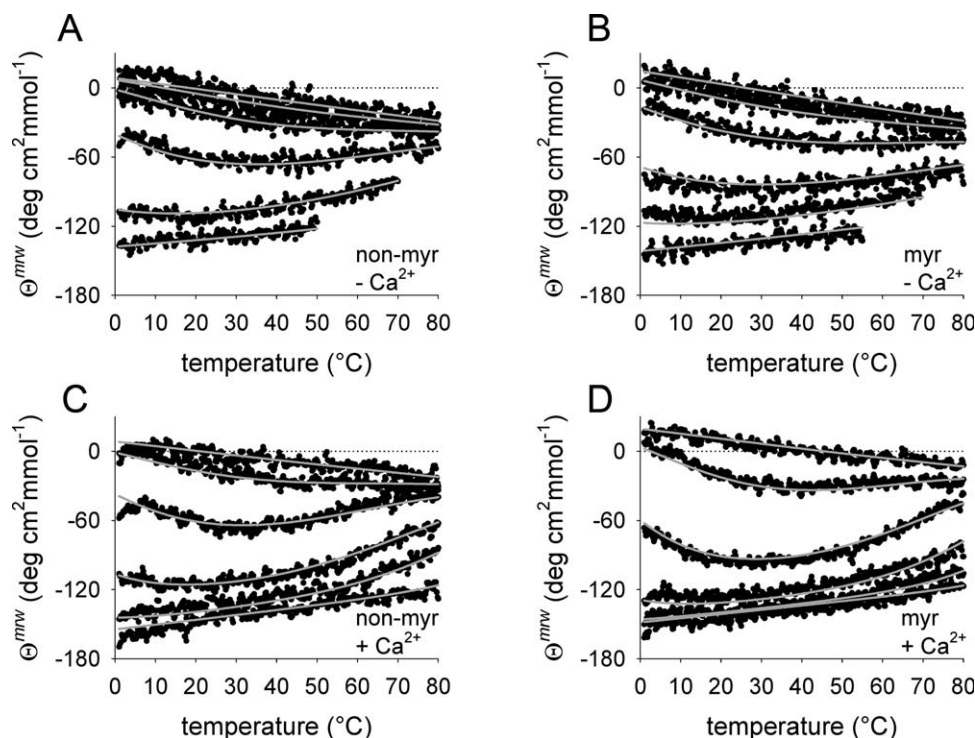 A
B
Θ^mrw (deg cm²mmol⁻¹)
0
-60
-120
-180
non-myr
- Ca²⁺
0 10 20 30 40 50 60 70 80
temperature (°C)
Θ^mrw (deg cm²mmol⁻¹)
0
-60
-120
-180
myr
- Ca²⁺
0 10 20 30 40 50 60 70 80
temperature (°C)
C
D
Θ^mrw (deg cm²mmol⁻¹)
0
-60
-120
-180
non-myr
+ Ca²⁺
0 10 20 30 40 50 60 70 80
temperature (°C)
Θ^mrw (deg cm²mmol⁻¹)
0
-60
-120
-180
myr
+ Ca²⁺
0 10 20 30 40 50 60 70 80
temperature (°C)